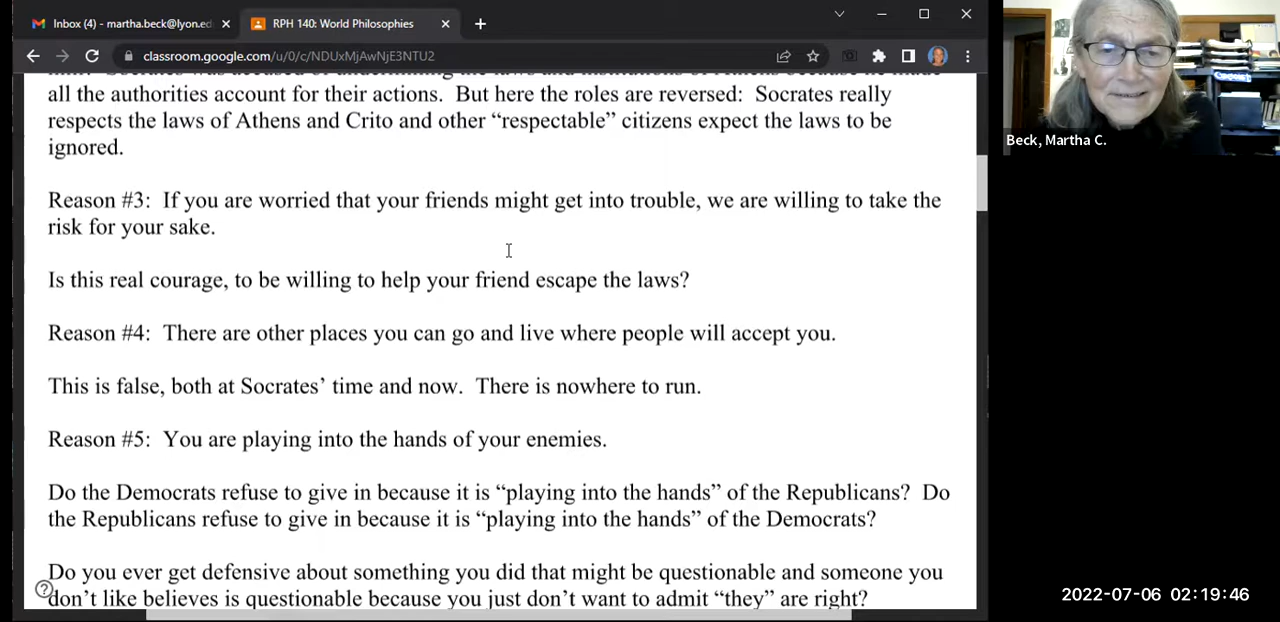 Inbox (4) - martha.beck@lyon.ed
RPH 140: World Philosophies
classroom.google.com/u/0/c/NDUxMjAwNjE3NTU2
all the authorities account for their actions. But here the roles are reversed: Socrates really
respects the laws of Athens and Crito and other “respectable” citizens expect the laws to be
ignored.
Reason #3: If you are worried that your friends might get into trouble, we are willing to take the
risk for your sake.
Is this real courage, to be willing to help your friend escape the laws?
Reason #4: There are other places you can go and live where people will accept you.
This is false, both at Socrates’ time and now. There is nowhere to run.
Reason #5: You are playing into the hands of your enemies.
Do the Democrats refuse to give in because it is “playing into the hands” of the Republicans? Do
the Republicans refuse to give in because it is “playing into the hands” of the Democrats?
Do you ever get defensive about something you did that might be questionable and someone you
don’t like believes is questionable because you just don’t want to admit “they” are right?
Beck, Martha C.
2022-07-06 02:19:46